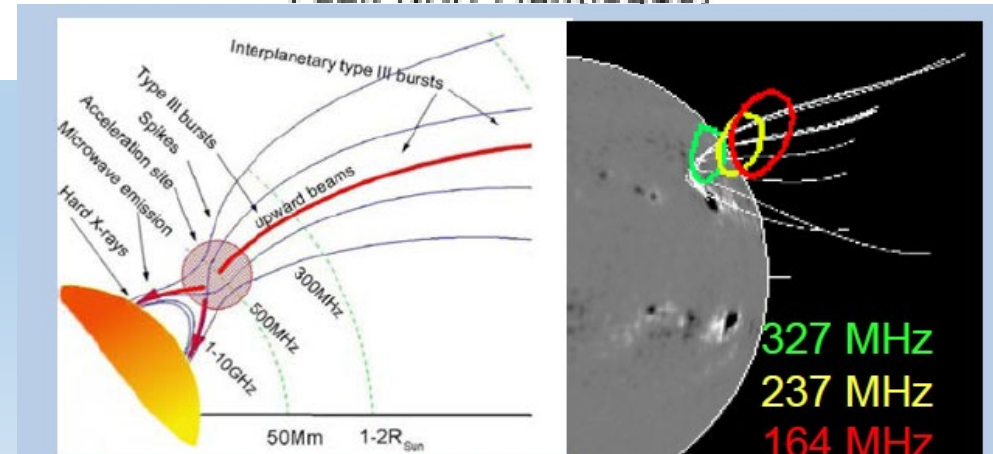 Interplanetary type III bursts
Type III bursts
Spikes
Acceleration site
Microwave emission
Hard X-rays
upward beams
300MHz
500MHz
1-10GHz
50Mm
1-2R_Sun
327 MHz
237 MHz
164 MHz